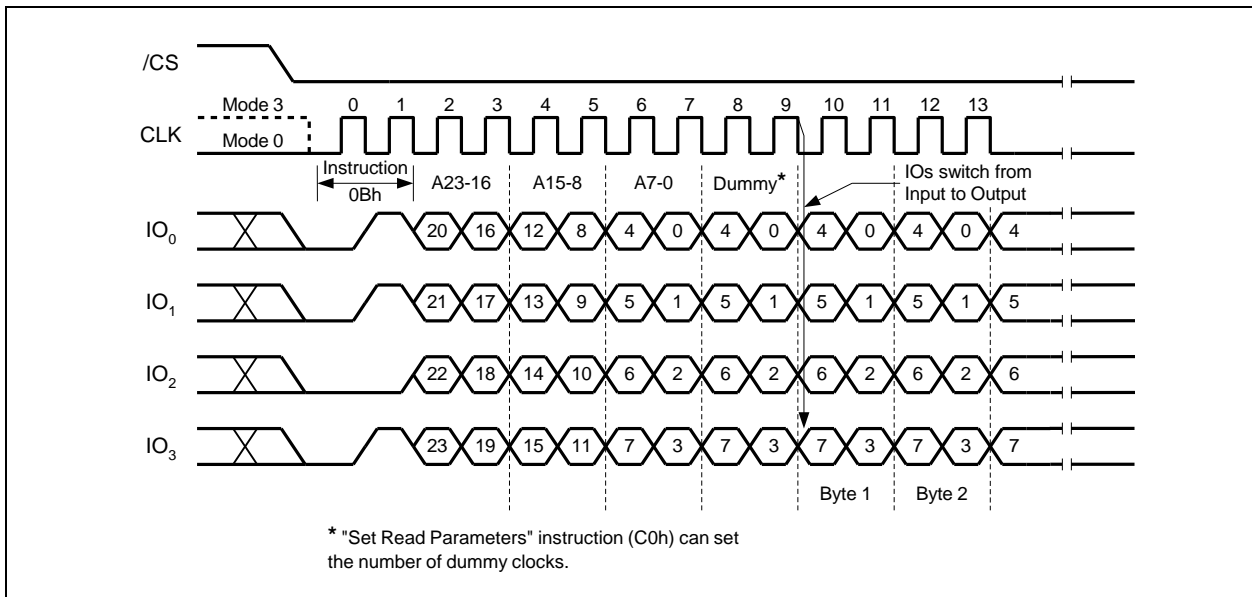 /CS
Mode 3 0 1 2 3 4 5 6 7 8 9 10 11 12 13
CLK Mode 0
Instruction
0Bh A23-16 A15-8 A7-0 Dummy* IOs switch from
Input to Output
IO0 20 16 12 8 4 0 4 0 4 0 4 0 4
IO1 21 17 13 9 5 1 5 1 5 1 5 1 5
IO2 22 18 14 10 6 2 6 2 6 2 6 2 6
IO3 23 19 15 11 7 3 7 3 7 3 7 3 7
Byte 1 Byte 2
* "Set Read Parameters" instruction (C0h) can set
the number of dummy clocks.